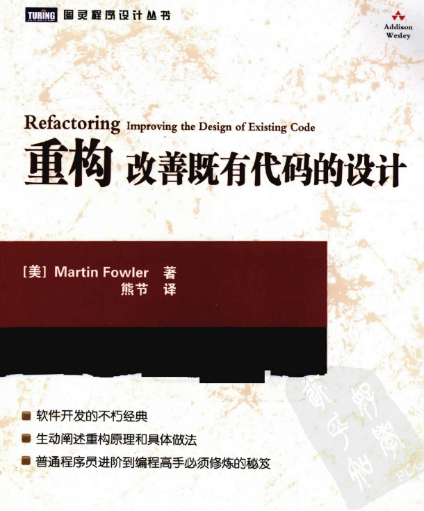 TURING 图灵程序设计丛书
Addison
Wesley
Refactoring Improving the Design of Existing Code
重构 改善既有代码的设计
[美] Martin Fowler 著
熊节 译
软件开发的不朽经典
生动阐述重构原理和具体做法
普通程序员进阶到编程高手必须修炼的秘笈